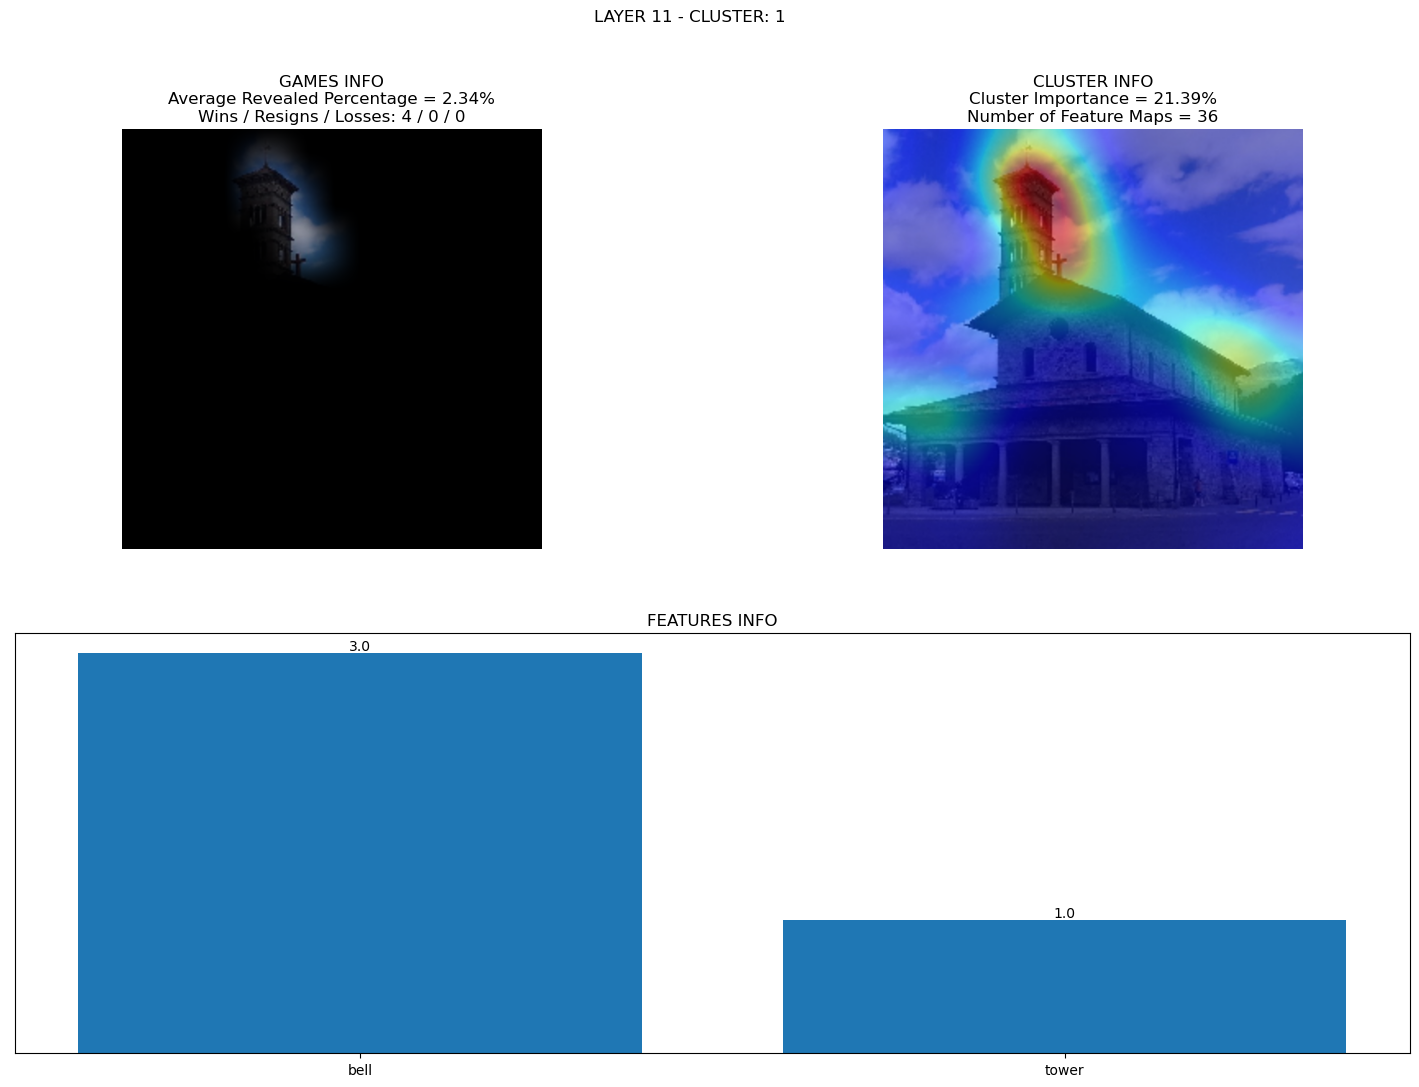 LAYER 11 - CLUSTER: 1
GAMES INFO
Average Revealed Percentage = 2.34%
Wins / Resigns / Losses: 4 / 0 / 0
CLUSTER INFO
Cluster Importance = 21.39%
Number of Feature Maps = 36
FEATURES INFO
3.0
1.0
bell
tower